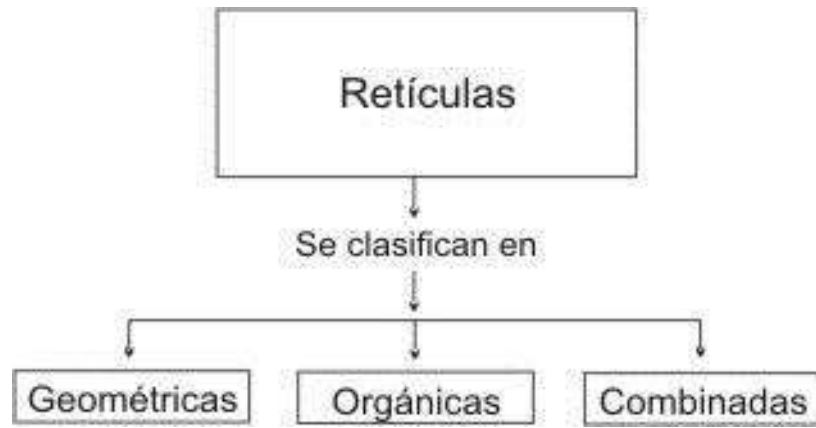 Retículas
Se clasifican en
Geométricas
Orgánicas
Combinadas